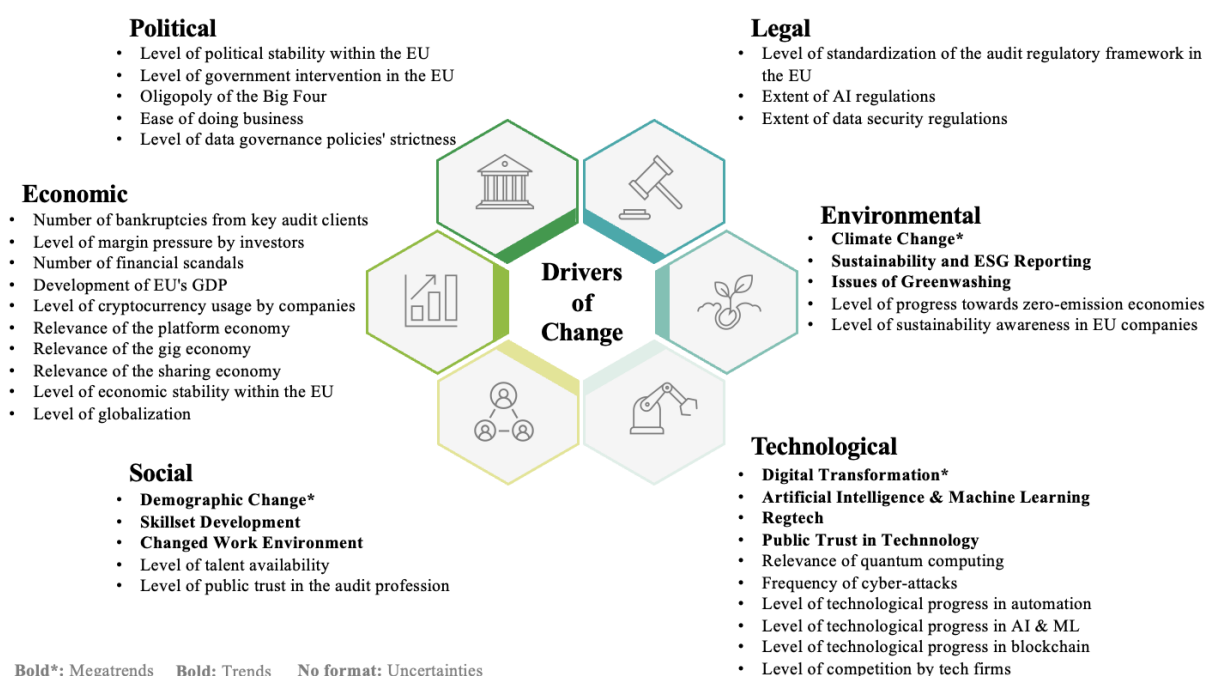 Political
• Level of political stability within the EU
• Level of government intervention in the EU
• Oligopoly of the Big Four
• Ease of doing business
• Level of data governance policies' strictness
Legal
• Level of standardization of the audit regulatory framework in
the EU
• Extent of AI regulations
• Extent of data security regulations
Economic
• Number of bankruptcies from key audit clients
• Level of margin pressure by investors
• Number of financial scandals
• Development of EU's GDP
• Level of cryptocurrency usage by companies
• Relevance of the platform economy
• Relevance of the gig economy
• Relevance of the sharing economy
• Level of economic stability within the EU
• Level of globalization
Drivers
of
Change
Environmental
• Climate Change*
• Sustainability and ESG Reporting
• Issues of Greenwashing
• Level of progress towards zero-emission economies
• Level of sustainability awareness in EU companies
Social
• Demographic Change*
• Skillset Development
• Changed Work Environment
• Level of talent availability
• Level of public trust in the audit profession
Technological
• Digital Transformation*
• Artificial Intelligence & Machine Learning
• Regtech
• Public Trust in Technnology
• Relevance of quantum computing
• Frequency of cyber-attacks
• Level of technological progress in automation
• Level of technological progress in AI & ML
• Level of technological progress in blockchain
• Level of competition by tech firms
Bold*: Megatrends Bold: Trends No format: Uncertainties